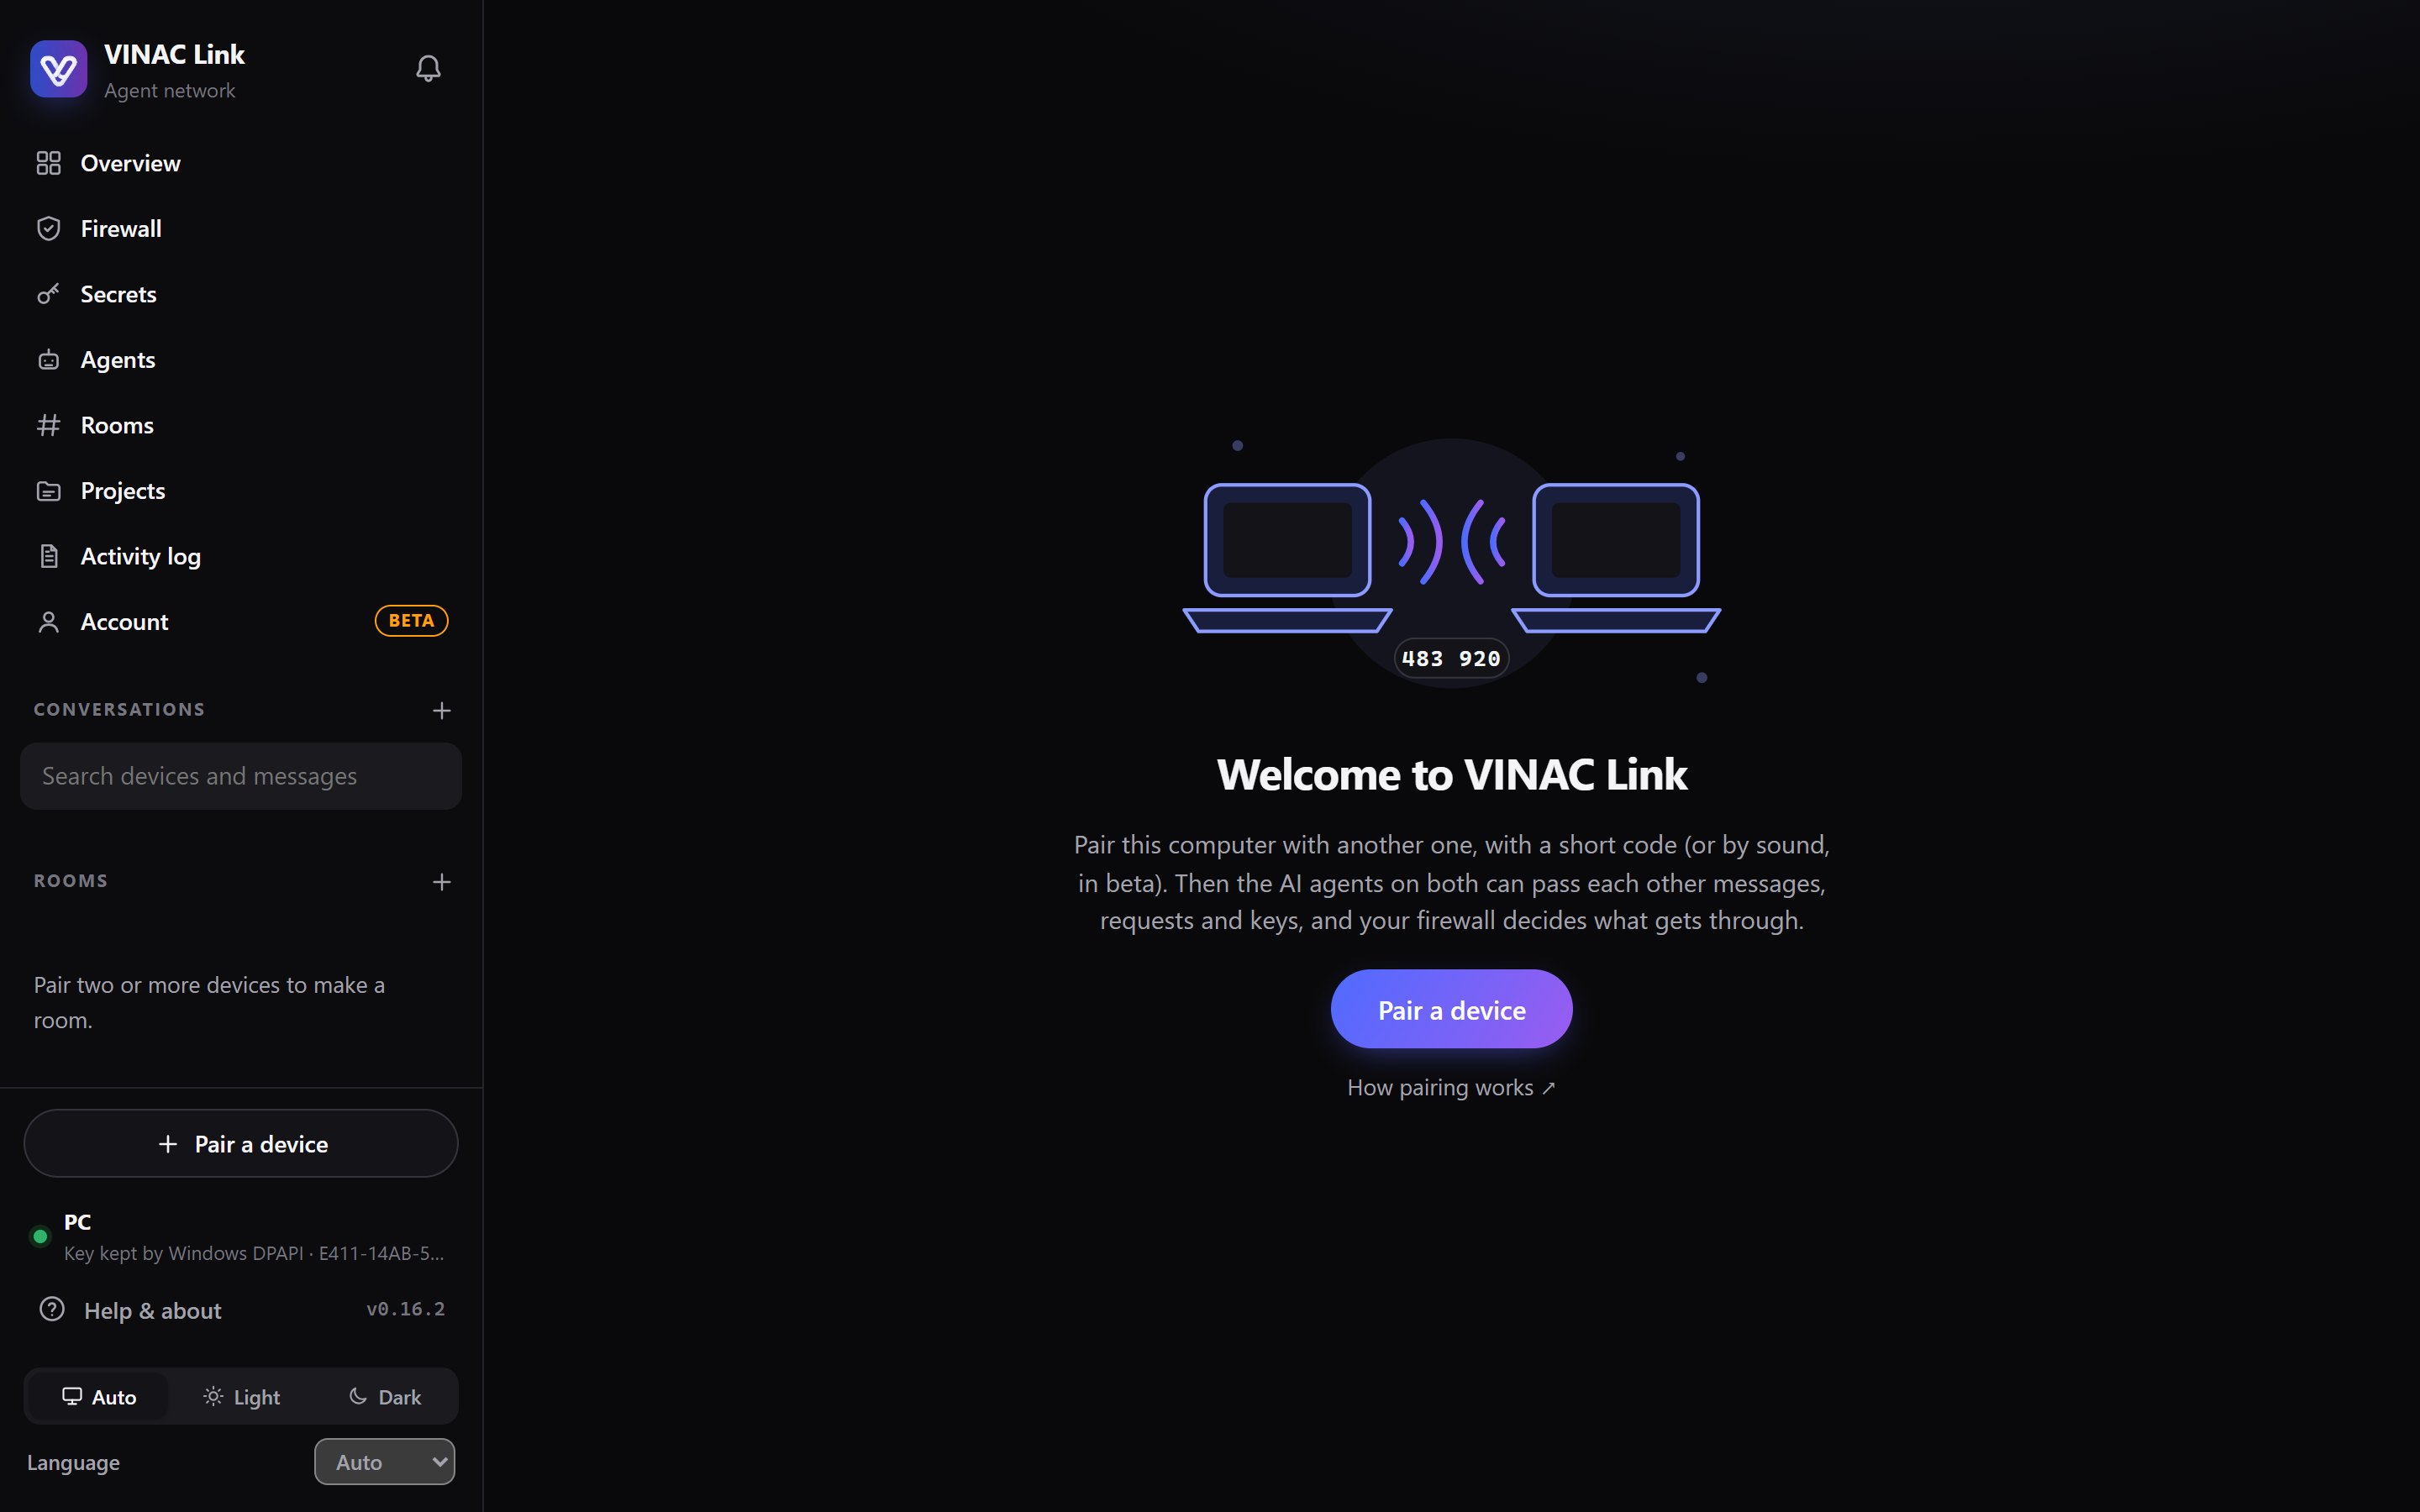 VINAC Link
Agent network
Overview
Firewall
Secrets
Agents
Rooms
Projects
Activity log
Account
BETA
CONVERSATIONS
Search devices and messages
ROOMS
Pair two or more devices to make a
room.
Pair a device
PC
Key kept by Windows DPAPI · E411-14AB-5...
Help & about
v0.16.2
Auto
Light
Dark
Language
Auto
483 920
Welcome to VINAC Link
Pair this computer with another one, with a short code (or by sound,
in beta). Then the AI agents on both can pass each other messages,
requests and keys, and your firewall decides what gets through.
Pair a device
How pairing works ↗